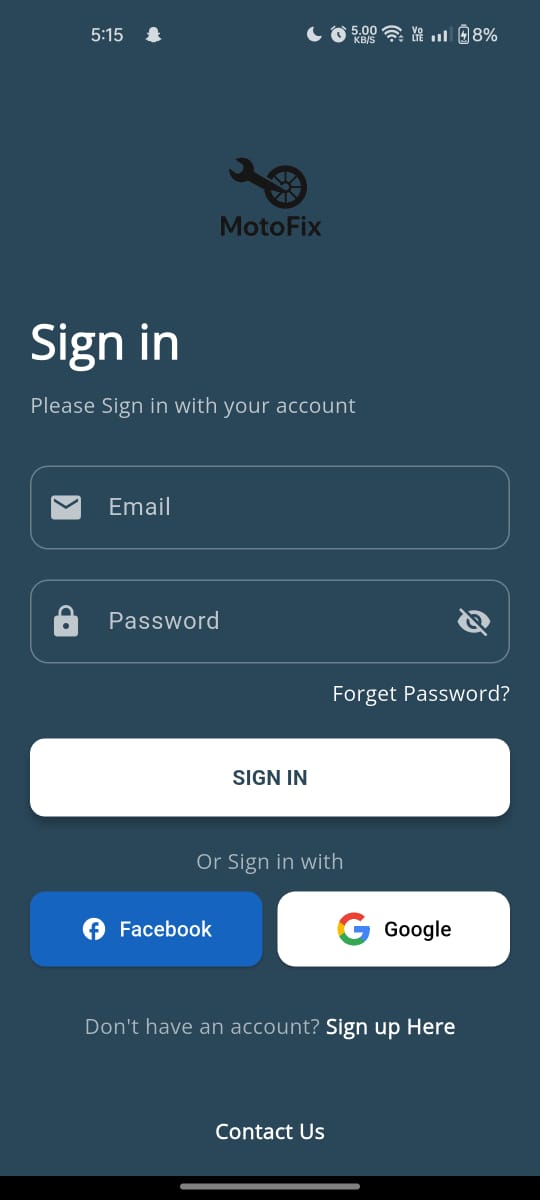 5:15 5.00 KB/S Vo LTE 8%
MotoFix
Sign in
Please Sign in with your account
Email
Password
Forget Password?
SIGN IN
Or Sign in with
Facebook Google
Don't have an account? Sign up Here
Contact Us